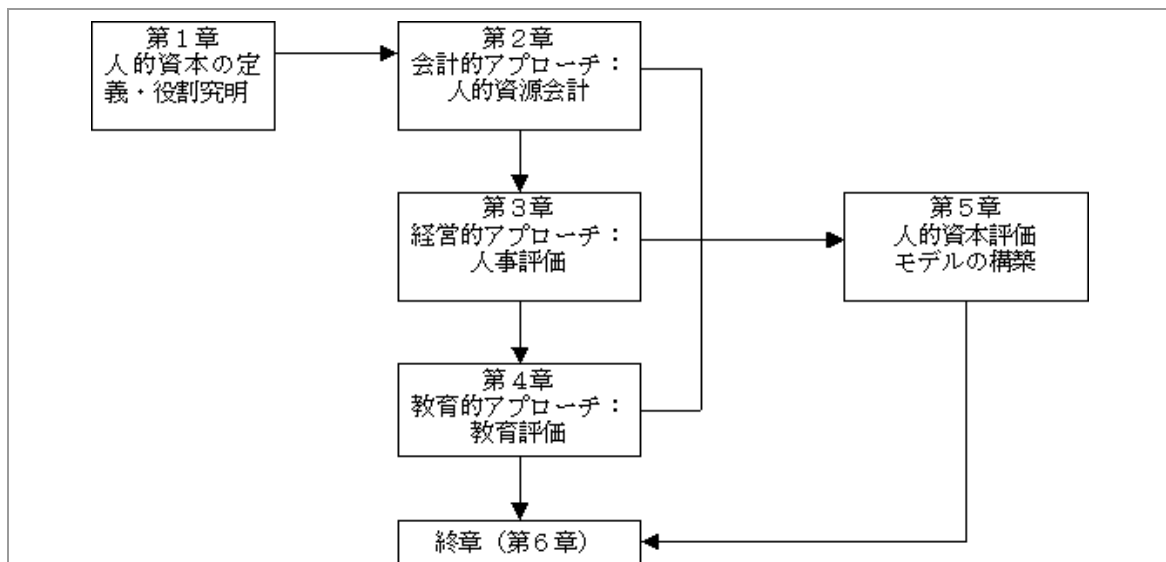 第１章
人的資本の定
義・役割究明
第２章
会計的アプローチ：
人的資源会計
第３章
経営的アプローチ：
人事評価
第４章
教育的アプローチ：
教育評価
第５章
人的資本評価
モデルの構築
終章（第６章）